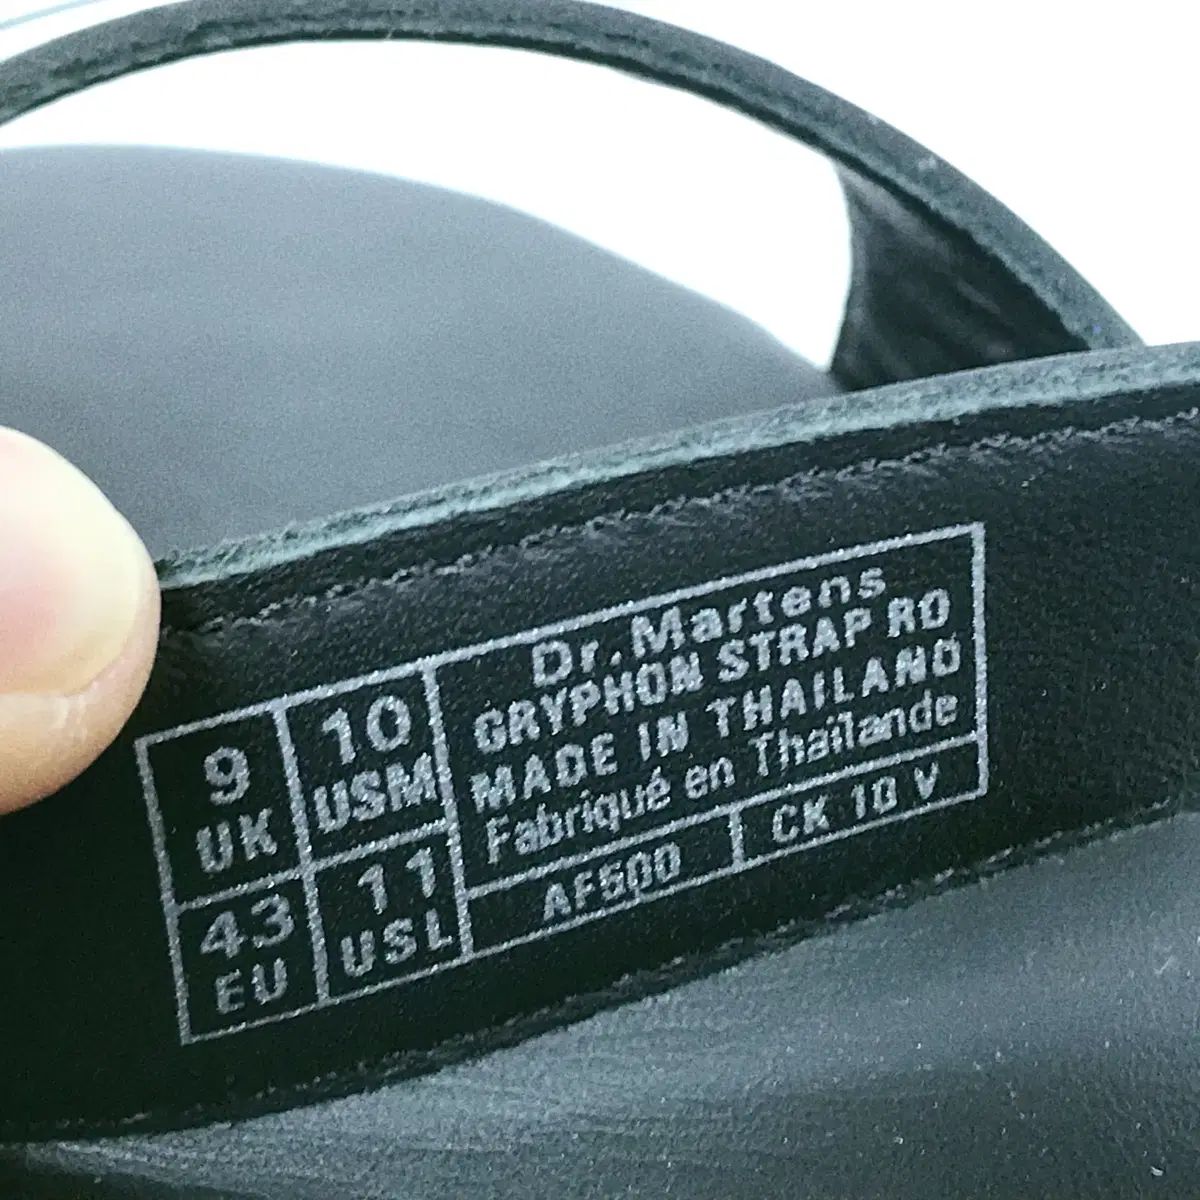 9
UK
10
USM
43
EU
11
USL
Dr. Martens
GRYPHON STRAP RD
MADE IN THAILAND
Fabriqué en Thaïlande
AF500
CK 10 V